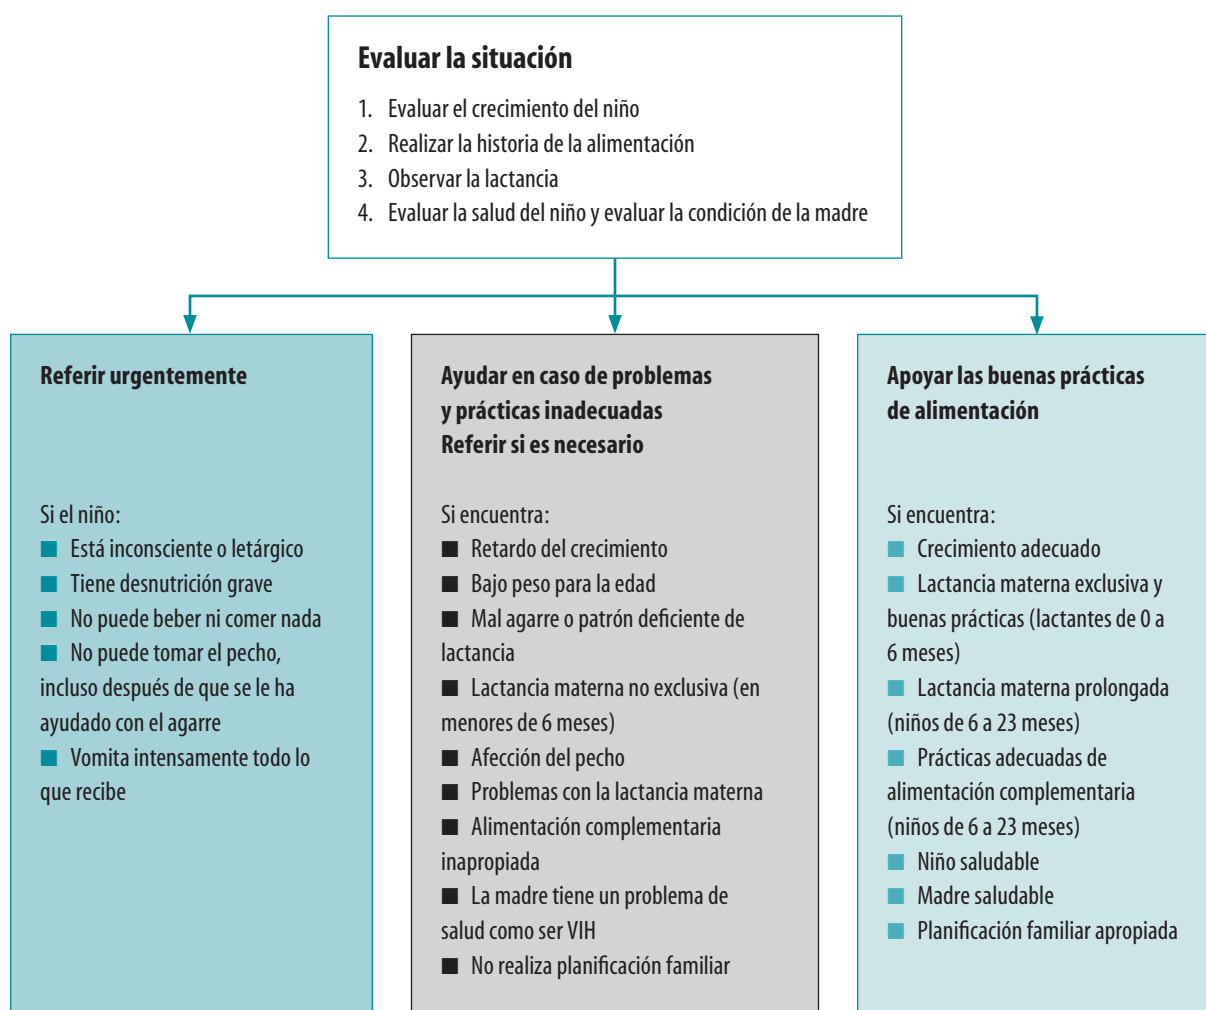 Evaluar la situación
1. Evaluar el crecimiento del niño
2. Realizar la historia de la alimentación
3. Observar la lactancia
4. Evaluar la salud del niño y evaluar la condición de la madre
Referir urgentemente
Si el niño:
■ Está inconsciente o letárgico
■ Tiene desnutrición grave
■ No puede beber ni comer nada
■ No puede tomar el pecho,
incluso después de que se le ha
ayudado con el agarre
■ Vomita intensamente todo lo
que recibe
Ayudar en caso de problemas
y prácticas inadecuadas
Referir si es necesario
Si encuentra:
■ Retardo del crecimiento
■ Bajo peso para la edad
■ Mal agarre o patrón deficiente de
lactancia
■ Lactancia materna no exclusiva (en
menores de 6 meses)
■ Afección del pecho
■ Problemas con la lactancia materna
■ Alimentación complementaria
inapropiada
■ La madre tiene un problema de
salud como ser VIH
■ No realiza planificación familiar
Apoyar las buenas prácticas
de alimentación
Si encuentra:
■ Crecimiento adecuado
■ Lactancia materna exclusiva y
buenas prácticas (lactantes de 0 a
6 meses)
■ Lactancia materna prolongada
(niños de 6 a 23 meses)
■ Prácticas adecuadas de
alimentación complementaria
(niños de 6 a 23 meses)
■ Niño saludable
■ Madre saludable
■ Planificación familiar apropiada